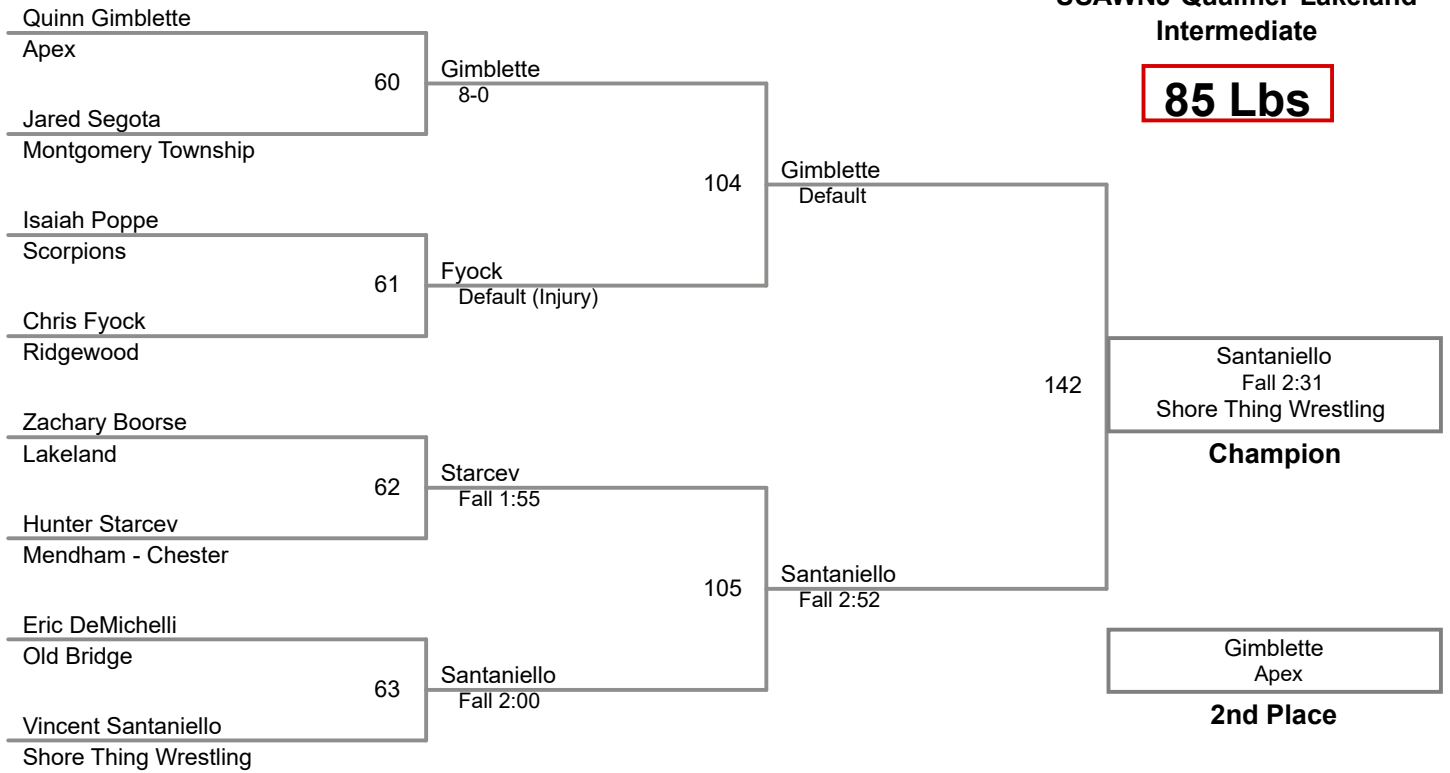 USAWNJ Qualifier Lakeland
Intermediate
85 Lbs
Quinn Gimblette
Apex
60
Jared Segota
Montgomery Township
Gimblette
8-0
Isaiah Poppe
Scorpions
61
Chris Fyock
Ridgewood
Fyock
Default (Injury)
104
Gimblette
Default
Zachary Boorse
Lakeland
62
Hunter Starcev
Mendham - Chester
Starcev
Fall 1:55
Eric DeMichelli
Old Bridge
63
Vincent Santaniello
Shore Thing Wrestling
Santaniello
Fall 2:00
105
Santaniello
Fall 2:52
142
Santaniello
Fall 2:31
Shore Thing Wrestling
Champion
Gimblette
Apex
2nd Place